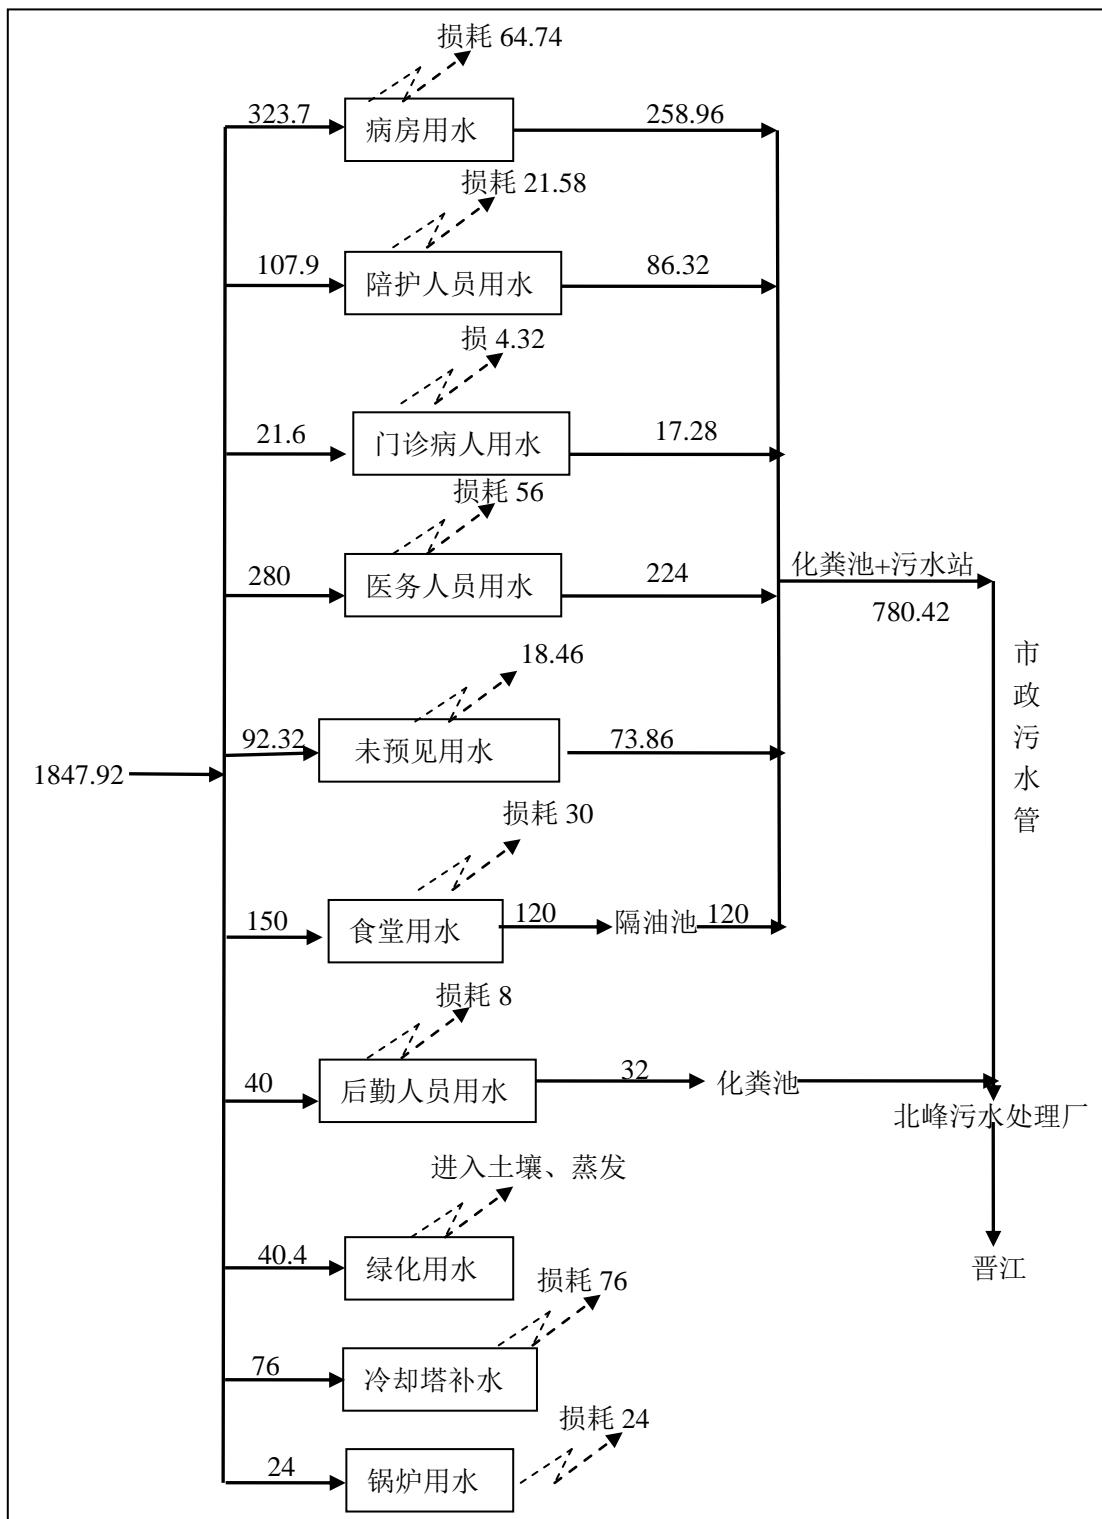 损耗 64.74
323.7
病房用水
258.96
损耗 21.58
107.9
陪护人员用水
86.32
损 4.32
21.6
门诊病人用水
17.28
损耗 56
280
医务人员用水
224
化粪池+污水站
780.42
市政污水管
18.46
92.32
未预见用水
73.86
1847.92
损耗 30
150
食堂用水
120
隔油池
120
损耗 8
40
后勤人员用水
32
化粪池
北峰污水处理厂
进入土壤、蒸发
40.4
绿化用水
晋江
损耗 76
76
冷却塔补水
损耗 24
24
锅炉用水